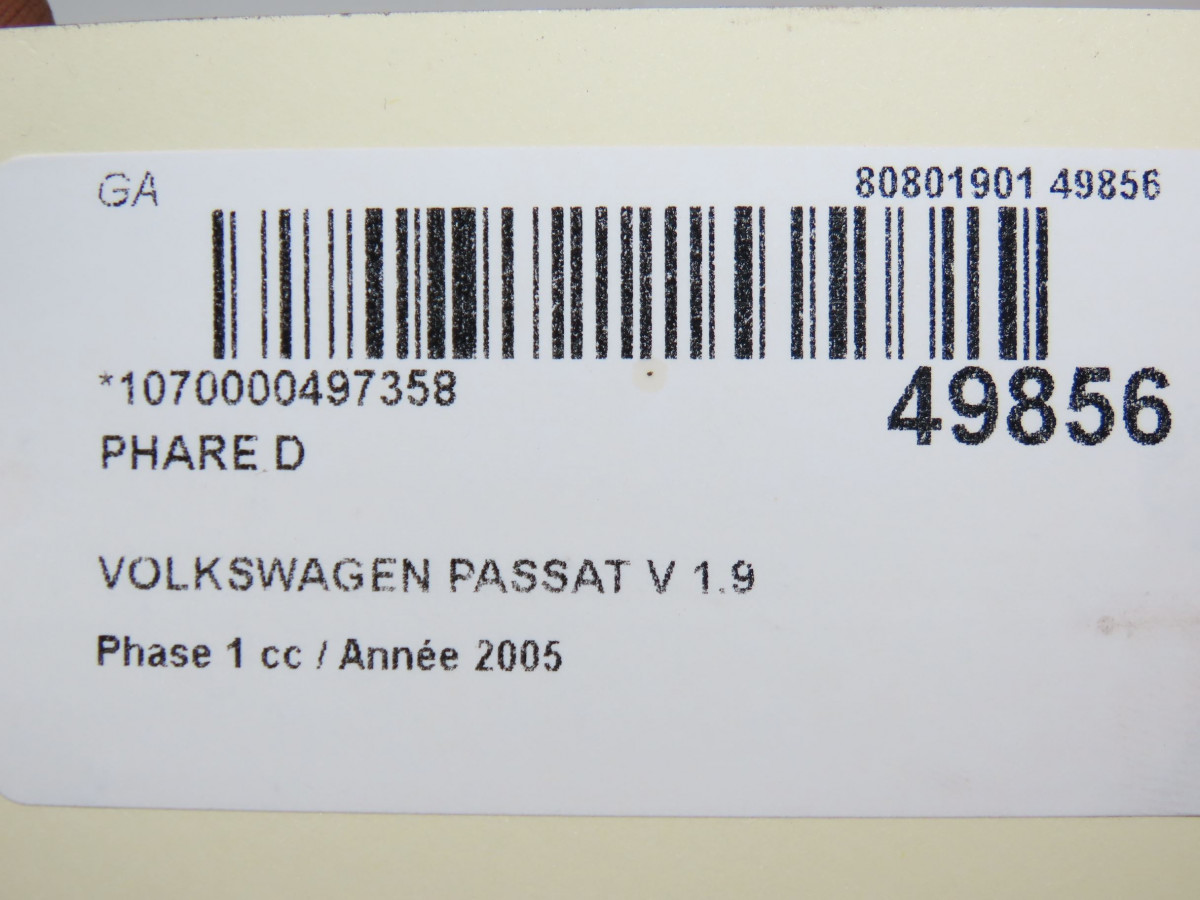 GA
80801901 49856
*1070000497358
49856
PHARE D
VOLKSWAGEN PASSAT V 1.9
Phase 1 cc / Année 2005